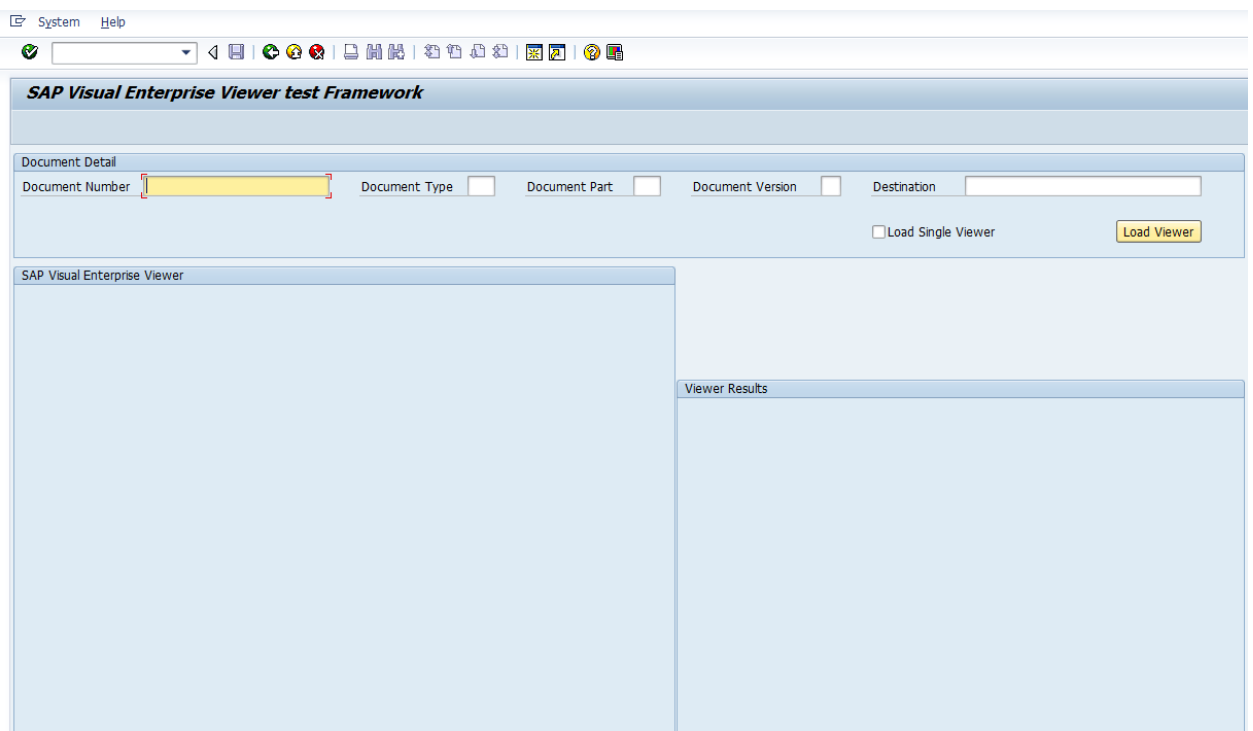 System Help
SAP Visual Enterprise Viewer test Framework
Document Detail
Document Number Document Type Document Part Document Version Destination
Load Single Viewer Load Viewer
SAP Visual Enterprise Viewer
Viewer Results